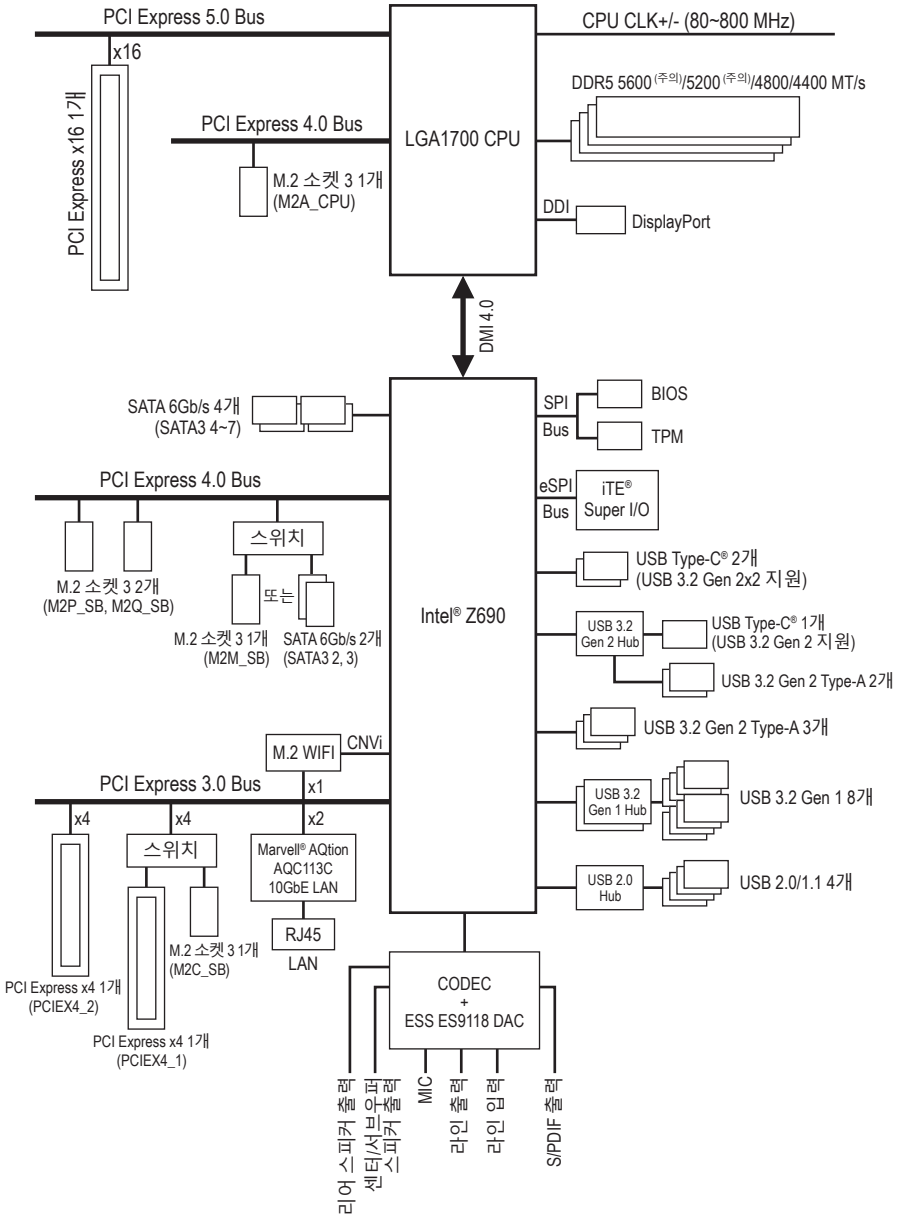 PCI Express 5.0 Bus
CPU CLK+/- (80~800 MHz)
x16
PCI Express x16 1개
DDR5 5600 (주의)/5200 (주의)/4800/4400 MT/s
PCI Express 4.0 Bus
LGA1700 CPU
M.2 소켓 3 1개
(M2A_CPU)
DDI
DisplayPort
DMI 4.0
SATA 6Gb/s 4개
(SATA3 4~7)
SPI
Bus
BIOS
TPM
PCI Express 4.0 Bus
eSPI
Bus
iTE®
Super I/O
스위치
M.2 소켓 3 2개
(M2P_SB, M2Q_SB)
또는
M.2 소켓 3 1개
(M2M_SB)
SATA 6Gb/s 2개
(SATA3 2, 3)
Intel® Z690
USB Type-C® 2개
(USB 3.2 Gen 2x2 지원)
USB 3.2
Gen 2 Hub
USB Type-C® 1개
(USB 3.2 Gen 2 지원)
USB 3.2 Gen 2 Type-A 2개
USB 3.2 Gen 2 Type-A 3개
M.2 WIFI
CNVi
PCI Express 3.0 Bus
x1
USB 3.2
Gen 1 Hub
USB 3.2 Gen 1 8개
x4
x4
x2
스위치
Marvell® AQtion
AQC113C
10GbE LAN
USB 2.0
Hub
USB 2.0/1.1 4개
RJ45
LAN
M.2 소켓 3 1개
(M2C_SB)
PCI Express x4 1개
(PCIEX4_2)
PCI Express x4 1개
(PCIEX4_1)
CODEC
+
ESS ES9118 DAC
리어 스피커 출력
센터/서브우퍼
스피커 출력
MIC
라인 출력
라인 입력
S/PDIF 출력